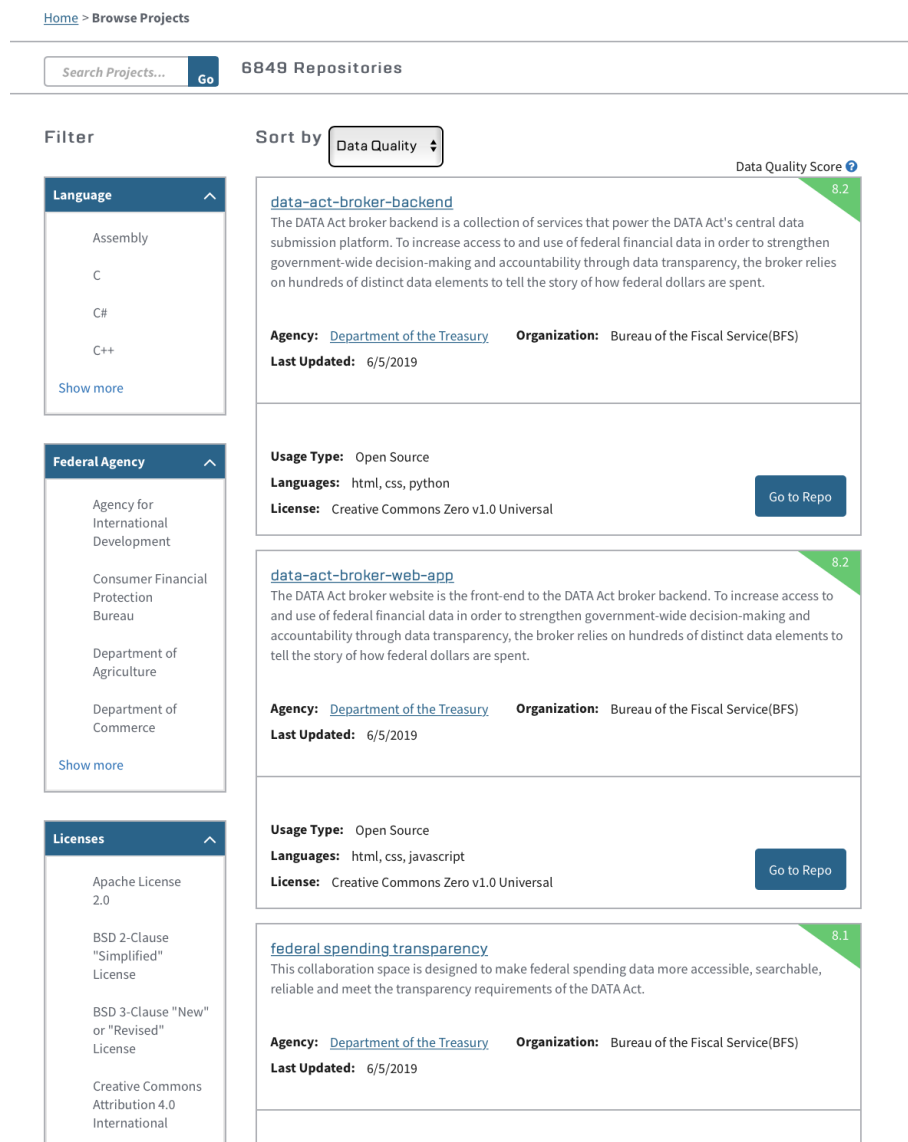 Home > Browse Projects
Search Projects...
Go
6849 Repositories
Filter
Language
Assembly
C
C#
C++
Show more
Federal Agency
Agency for
International
Development
Consumer Financial
Protection
Bureau
Department of
Agriculture
Department of
Commerce
Show more
Licenses
Apache License
2.0
BSD 2-Clause
"Simplified"
License
BSD 3-Clause "New"
or "Revised"
License
Creative Commons
Attribution 4.0
International
Sort by
Data Quality
Data Quality Score ?
8.2
data-act-broker-backend
The DATA Act broker backend is a collection of services that power the DATA Act's central data
submission platform. To increase access to and use of federal financial data in order to strengthen
government-wide decision-making and accountability through data transparency, the broker relies
on hundreds of distinct data elements to tell the story of how federal dollars are spent.
Agency: Department of the Treasury Organization: Bureau of the Fiscal Service(BFS)
Last Updated: 6/5/2019
Usage Type: Open Source
Languages: html, css, python
License: Creative Commons Zero v1.0 Universal
Go to Repo
8.2
data-act-broker-web-app
The DATA Act broker website is the front-end to the DATA Act broker backend. To increase access to
and use of federal financial data in order to strengthen government-wide decision-making and
accountability through data transparency, the broker relies on hundreds of distinct data elements to
tell the story of how federal dollars are spent.
Agency: Department of the Treasury Organization: Bureau of the Fiscal Service(BFS)
Last Updated: 6/5/2019
Usage Type: Open Source
Languages: html, css, javascript
License: Creative Commons Zero v1.0 Universal
Go to Repo
8.1
federal spending transparency
This collaboration space is designed to make federal spending data more accessible, searchable,
reliable and meet the transparency requirements of the DATA Act.
Agency: Department of the Treasury Organization: Bureau of the Fiscal Service(BFS)
Last Updated: 6/5/2019